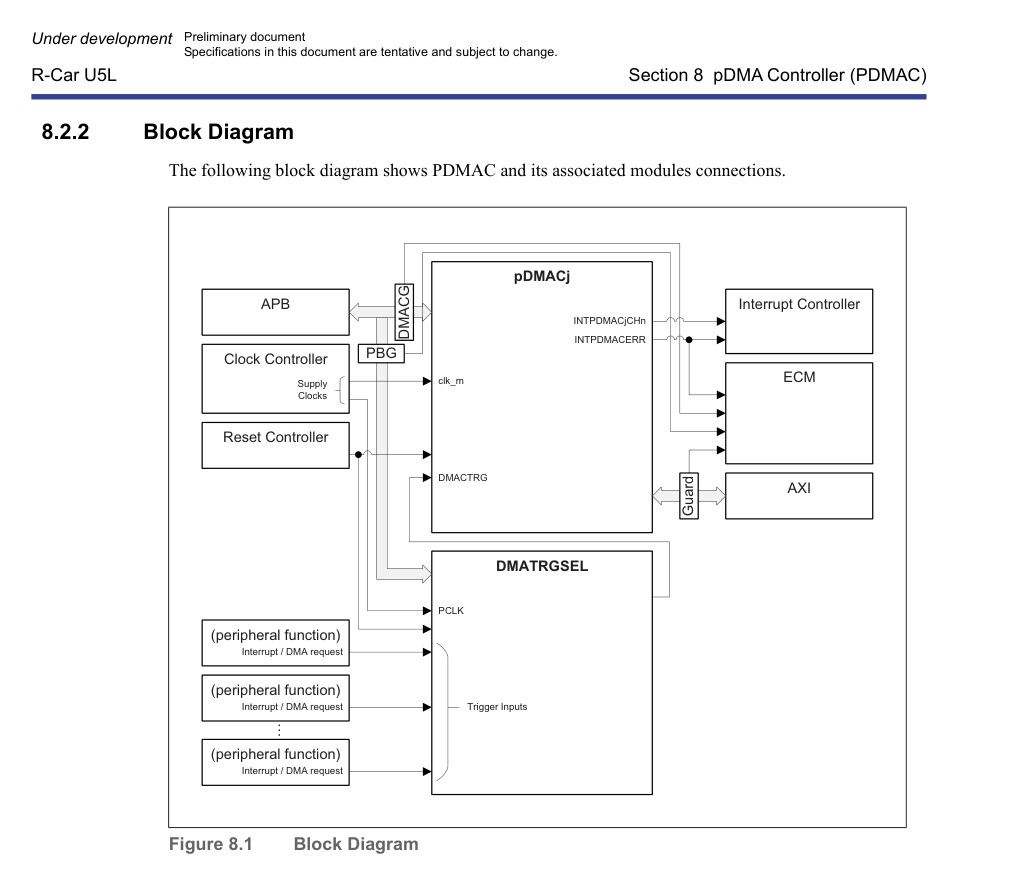 Under development Preliminary document
Specifications in this document are tentative and subject to change.
R-Car U5L Section 8 pDMA Controller (PDMAC)
8.2.2 Block Diagram
The following block diagram shows PDMAC and its associated modules connections.
pDMACj
APB
DMACG
Interrupt Controller
INTPDMACjCHn
INTPDMACERR
PBG
Clock Controller
Supply
Clocks
clk_m
ECM
Reset Controller
DMACTRG
Guard
AXI
DMATRGSEL
PCLK
(peripheral function)
Interrupt / DMA request
(peripheral function)
Interrupt / DMA request
Trigger Inputs
(peripheral function)
Interrupt / DMA request
Figure 8.1 Block Diagram